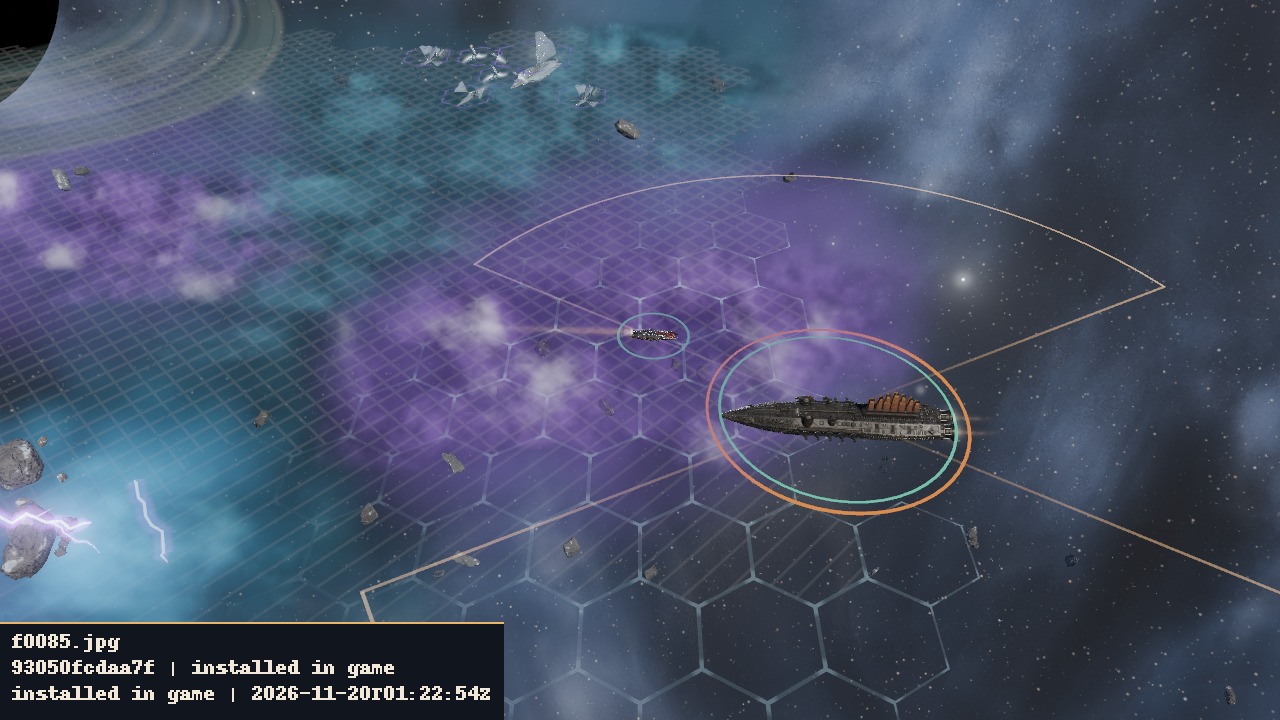 f0085.jpg
93050fcdaa7f | installed in game
installed in game | 2026-11-20T01:22:54Z